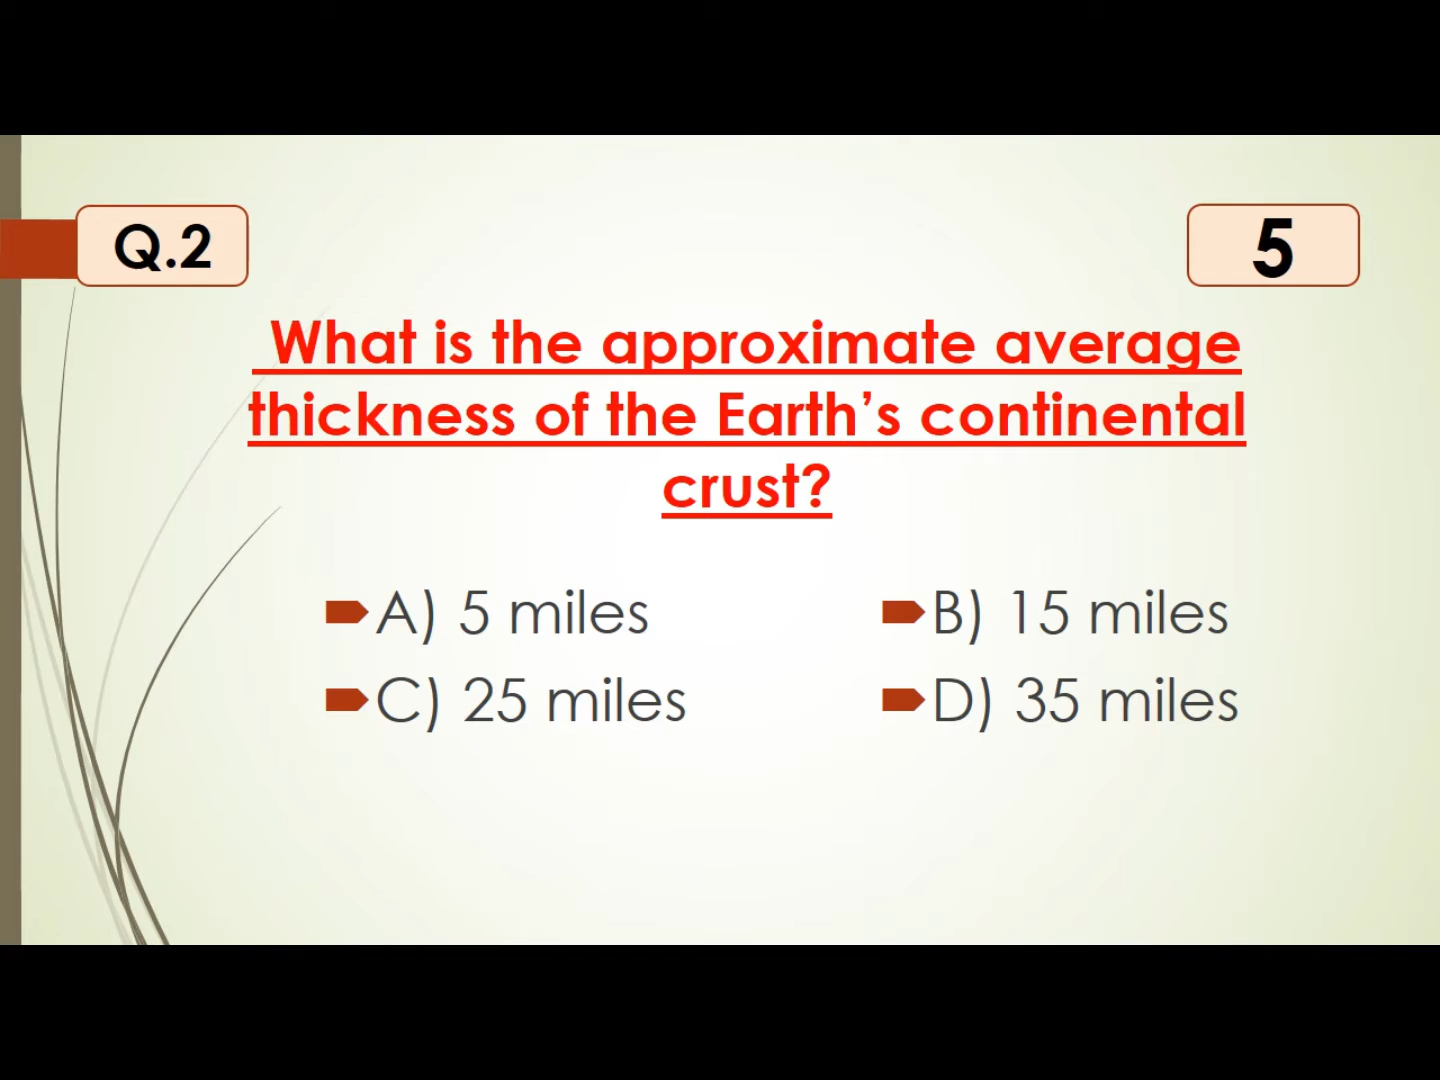 Q.2
5
What is the approximate average
thickness of the Earth’s continental
crust?
A) 5 miles
B) 15 miles
C) 25 miles
D) 35 miles